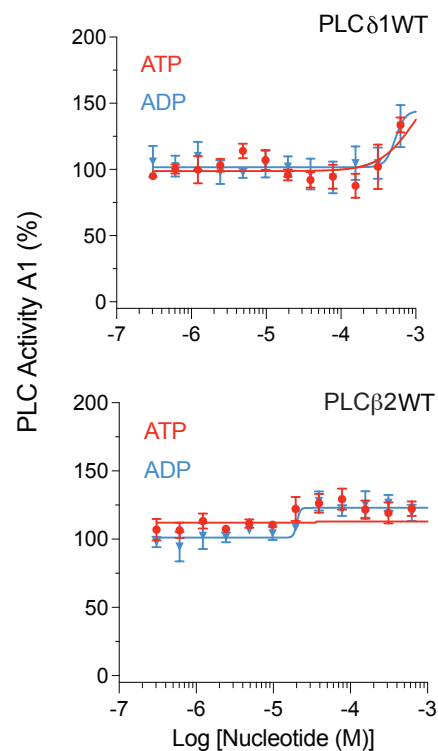 PLCδ1WT
200
ATP
ADP
150
100
50
0
-7 -6 -5 -4 -3
PLC Activity A1 (%)
PLCβ2WT
200
ATP
ADP
150
100
50
0
-7 -6 -5 -4 -3
Log [Nucleotide (M)]